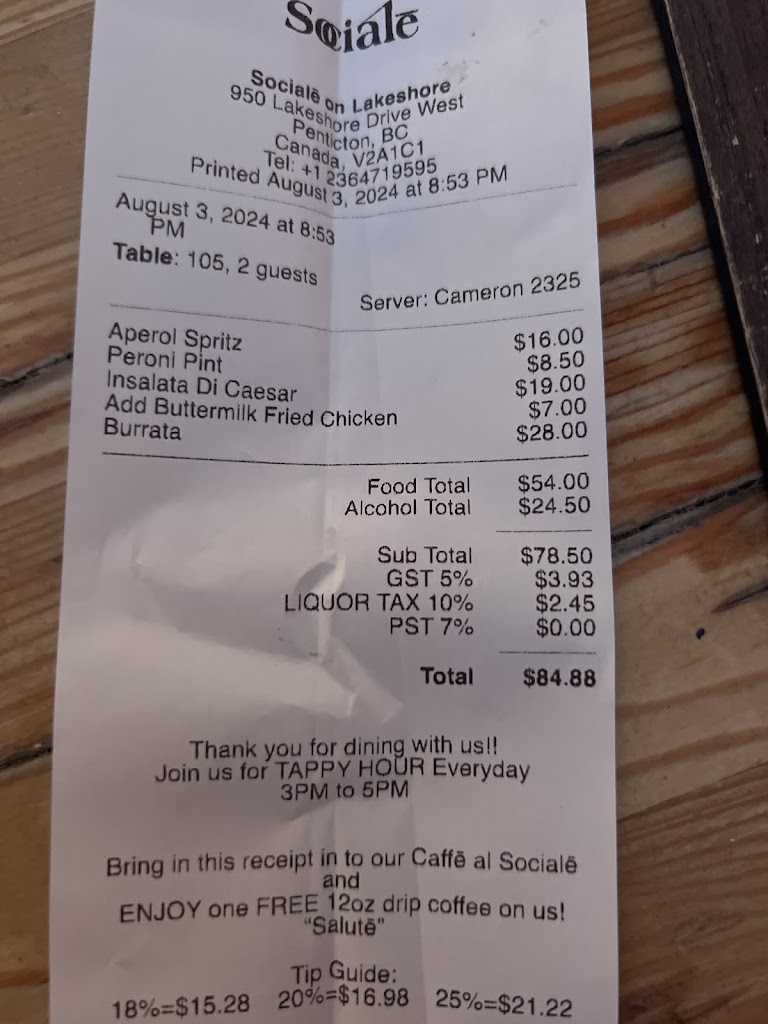 Socialē
Socialē on Lakeshore
950 Lakeshore Drive West
Penticton, BC
Canada, V2A1C1
Tel: +1 2364719595
Printed August 3, 2024 at 8:53 PM
August 3, 2024 at 8:53
PM
Table: 105, 2 guests
Server: Cameron 2325
Aperol Spritz $16.00
Peroni Pint $8.50
Insalata Di Caesar $19.00
Add Buttermilk Fried Chicken $7.00
Burrata $28.00
Food Total $54.00
Alcohol Total $24.50
Sub Total $78.50
GST 5% $3.93
LIQUOR TAX 10% $2.45
PST 7% $0.00
Total $84.88
Thank you for dining with us!!
Join us for TAPPY HOUR Everyday
3PM to 5PM
Bring in this receipt in to our Caffē al Socialē
and
ENJOY one FREE 12oz drip coffee on us!
"Salutē"
Tip Guide:
18%=$15.28 20%=$16.98 25%=$21.22